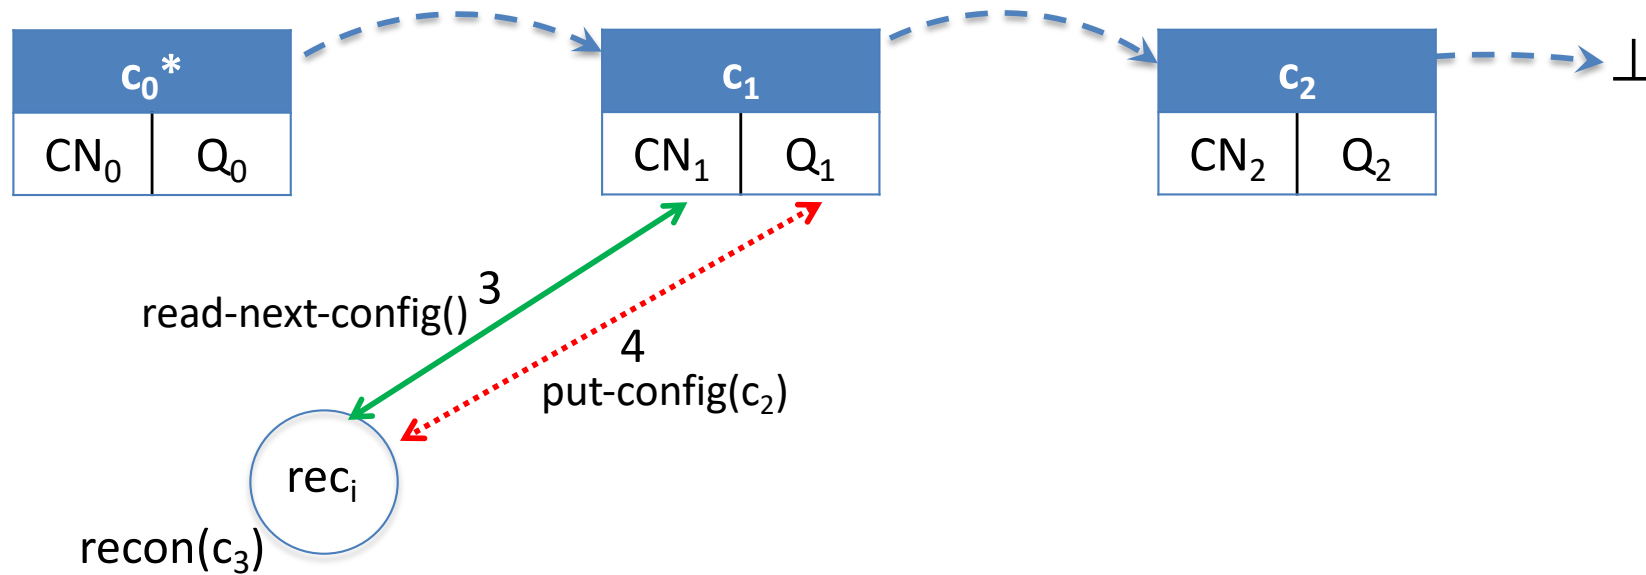 c₀* c₁ c₂ ⊥
CN₀ Q₀ CN₁ Q₁ CN₂ Q₂
3
read-next-config()
4
put-config(c₂)
recᵢ
recon(c₃)